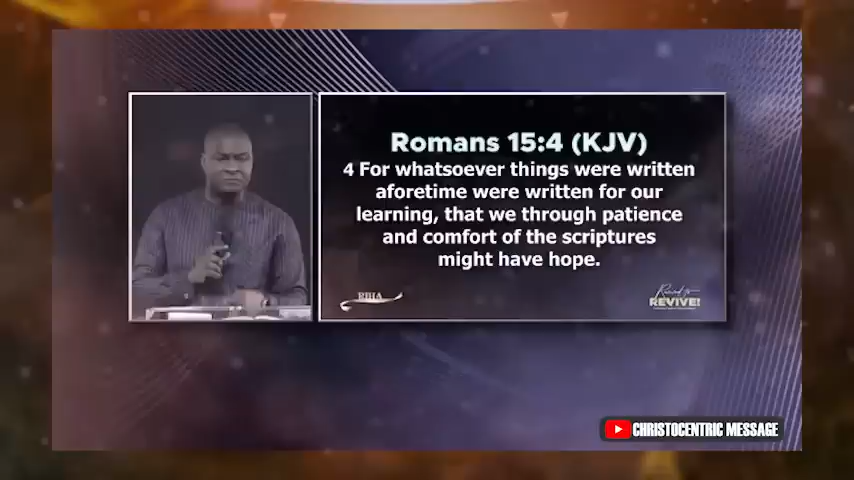 Romans 15:4 (KJV)
4 For whatsoever things were written
aforetime were written for our
learning, that we through patience
and comfort of the scriptures
might have hope.
REVIVE!
CHRISTOCENTRIC MESSAGE